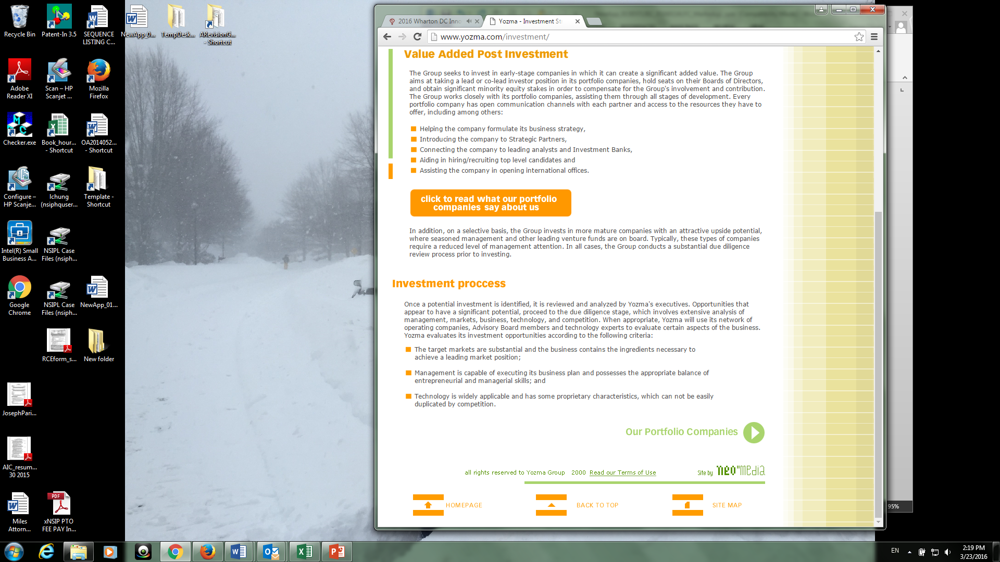 Recycle Bin
Patent-In 3.5
SEQUENCE
LISTING C...
NewApp_0...
TempDesk...
ARevisionG...
- Shortcut
Adobe
Reader XI
Scan – HP
Scanjet ...
Mozilla
Firefox
Checker.exe
Book_hour...
- Shortcut
OA2014052...
- Shortcut
Configure –
HP Scanje...
lchung
(nsiphquser...
Template -
Shortcut
Intel(R) Small
Business A...
NSIPL Case
Files (nsiph...
Google
Chrome
NSIPL Case
Files (nsiph...
NewApp_01...
RCEform_s...
New folder
JosephPari...
AIC_resum...
30 2015
Miles
Attorn...
PDF
xNSIP PTO
FEE PAY In...
2016 Wharton DC Inno
Yozma - Investment St
www.yozma.com/investment/
Value Added Post Investment
The Group seeks to invest in early-stage companies in which it can create a significant added value. The Group
aims at taking a lead or co-lead investor position in its portfolio companies, hold seats on their Boards of Directors,
and obtain significant minority equity stakes in order to compensate for the Group's involvement and contribution.
The Group works closely with its portfolio companies, assisting them through all stages of development. Every
portfolio company has open communication channels with each partner and access to the resources they have to
offer, including among others:
Helping the company formulate its business strategy,
Introducing the company to Strategic Partners,
Connecting the company to leading analysts and Investment Banks,
Aiding in hiring/recruiting top level candidates and
Assisting the company in opening international offices.
click to read what our portfolio
companies say about us
In addition, on a selective basis, the Group invests in more mature companies with an attractive upside potential,
where seasoned management and other leading venture funds are on board. Typically, these types of companies
require a reduced level of management attention. In all cases, the Group conducts a substantial due diligence
review process prior to investing.
Investment proccess
Once a potential investment is identified, it is reviewed and analyzed by Yozma's executives. Opportunities that
appear to have a significant potential, proceed to the due diligence stage, which involves extensive analysis of
management, markets, business, technology, and competition. When appropriate, Yozma will use its network of
operating companies, Advisory Board members and technology experts to evaluate certain aspects of the business.
Yozma evaluates its investment opportunities according to the following criteria:
The target markets are substantial and the business contains the ingredients necessary to
achieve a leading market position;
Management is capable of executing its business plan and possesses the appropriate balance of
entrepreneurial and managerial skills; and
Technology is widely applicable and has some proprietary characteristics, which can not be easily
duplicated by competition.
Our Portfolio Companies
all rights reserved to Yozma Group 2000 Read our Terms of Use
Site by neo media
HOMEPAGE
BACK TO TOP
SITE MAP
95%
EN
2:19 PM
3/23/2016